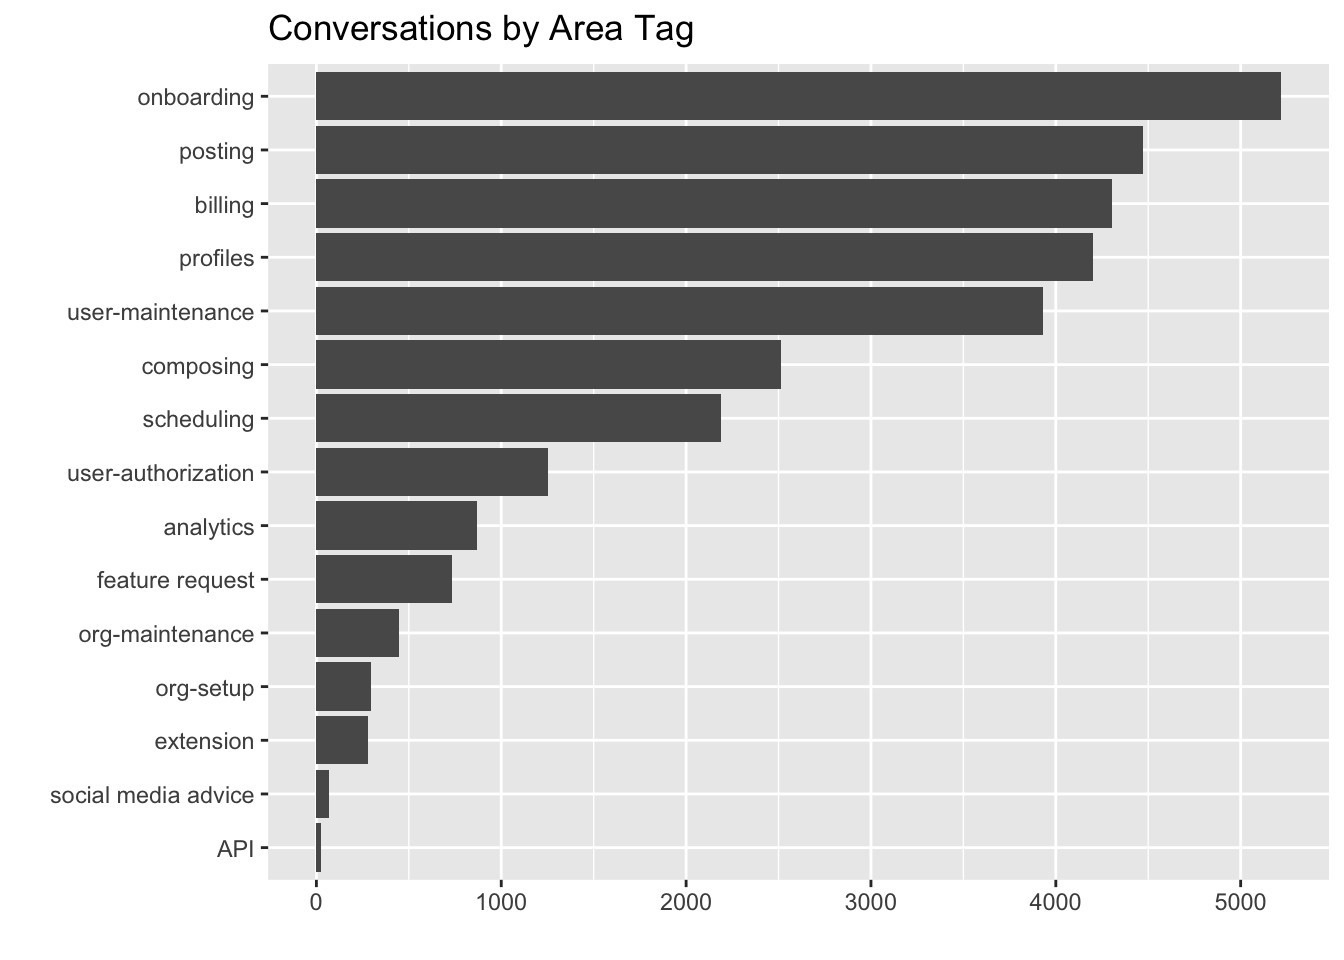 Conversations by Area Tag
onboarding
posting
billing
profiles
user-maintenance
composing
scheduling
user-authorization
analytics
feature request
org-maintenance
org-setup
extension
social media advice
API
0 1000 2000 3000 4000 5000